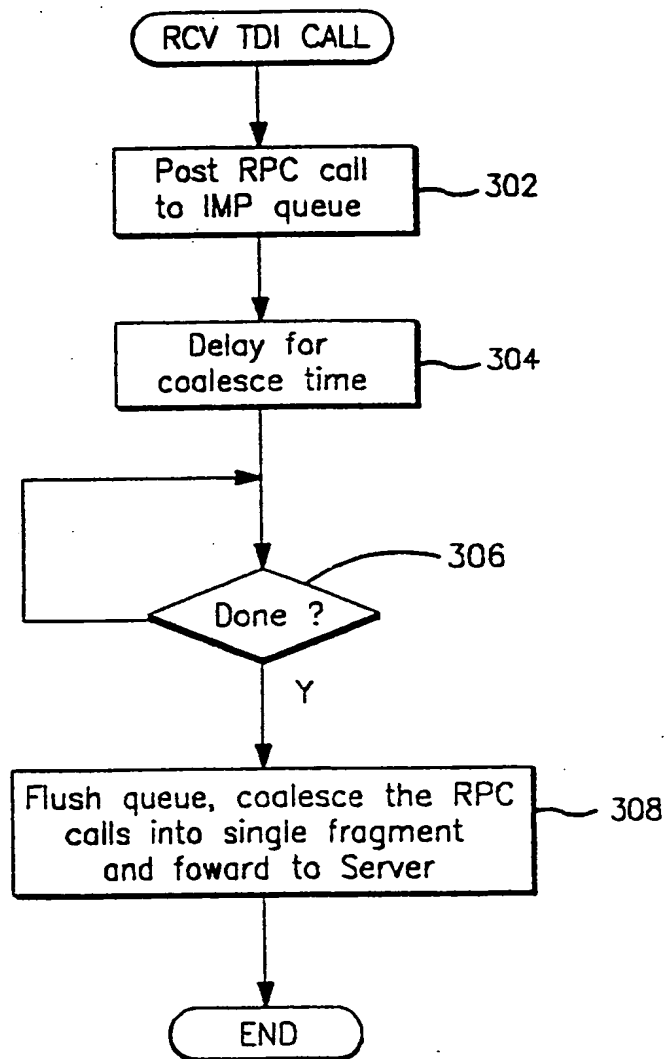 RCV TDI CALL
Post RPC call
to IMP queue
302
Delay for
coalesce time
304
306
Done ?
Y
Flush queue, coalesce the RPC
calls into single fragment
and foward to Server
308
END